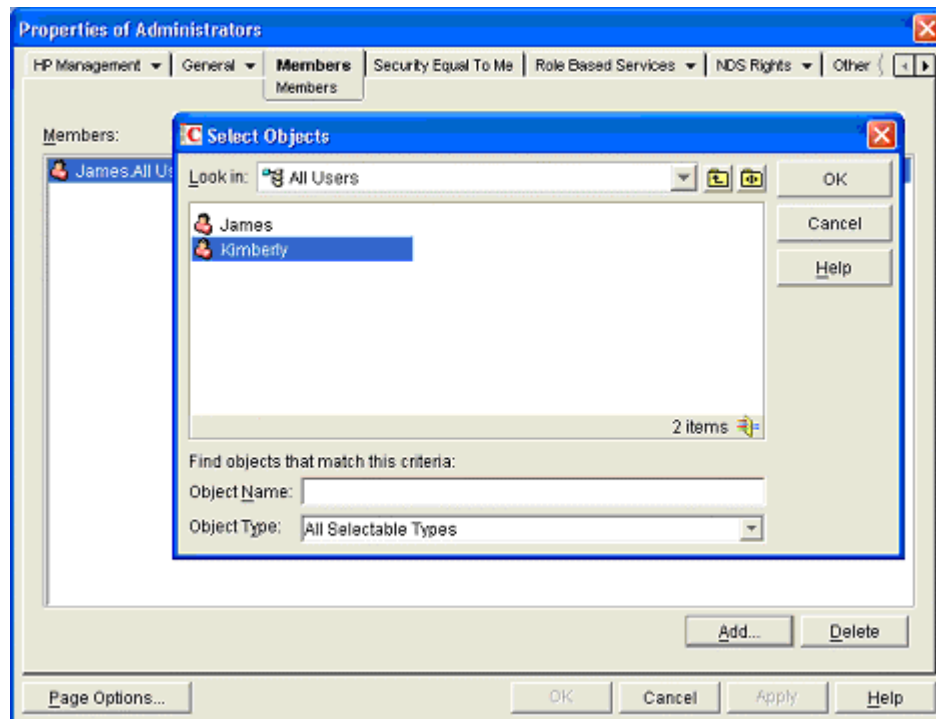 Properties of Administrators
HP Management General Members Security Equal To Me Role Based Services NDS Rights Other
Members
Members:
James.All
Select Objects
Look in: All Users
James
Kimberly
2 items
Find objects that match this criteria:
Object Name:
Object Type: All Selectable Types
OK
Cancel
Help
Add... Delete
Page Options... OK Cancel Apply Help